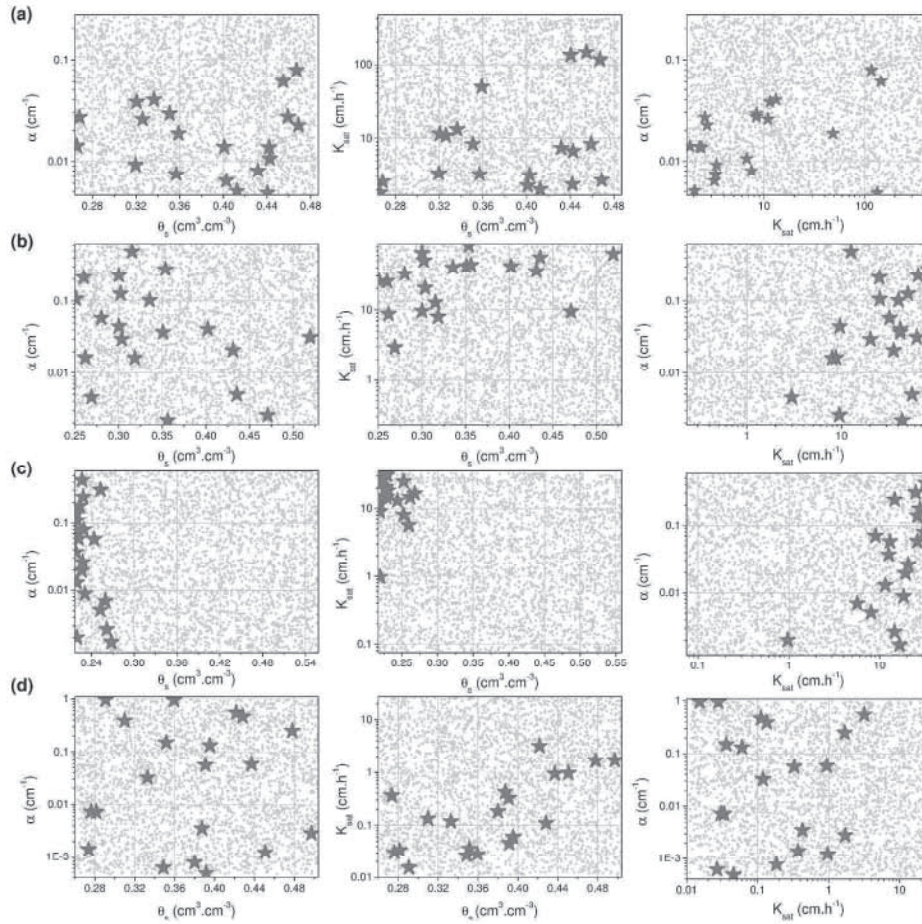 (a)
0.1
0.01
α (cm⁻¹)
0.28 0.32 0.36 0.40 0.44 0.48
θs (cm³.cm⁻³)
100
10
Ksat (cm.h⁻¹)
0.28 0.32 0.36 0.40 0.44 0.48
θs (cm³.cm⁻³)
0.1
0.01
α (cm⁻¹)
10 100
Ksat (cm.h⁻¹)
(b)
0.1
0.01
α (cm⁻¹)
0.25 0.30 0.35 0.40 0.45 0.50
θs (cm³.cm⁻³)
10
1
Ksat (cm.h⁻¹)
0.25 0.30 0.35 0.40 0.45 0.50
θs (cm³.cm⁻³)
0.1
0.01
α (cm⁻¹)
1 10
Ksat (cm.h⁻¹)
(c)
0.1
0.01
α (cm⁻¹)
0.24 0.30 0.36 0.42 0.48 0.54
θs (cm³.cm⁻³)
10
1
0.1
Ksat (cm.h⁻¹)
0.25 0.30 0.35 0.40 0.45 0.50 0.55
θs (cm³.cm⁻³)
0.1
0.01
α (cm⁻¹)
0.1 1 10
Ksat (cm.h⁻¹)
(d)
1
0.1
0.01
1E-3
α (cm⁻¹)
0.28 0.32 0.36 0.40 0.44 0.48
θs (cm³.cm⁻³)
10
1
0.1
0.01
Ksat (cm.h⁻¹)
0.28 0.32 0.36 0.40 0.44 0.48
θs (cm³.cm⁻³)
1
0.1
0.01
1E-3
α (cm⁻¹)
0.01 0.1 1 10
Ksat (cm.h⁻¹)